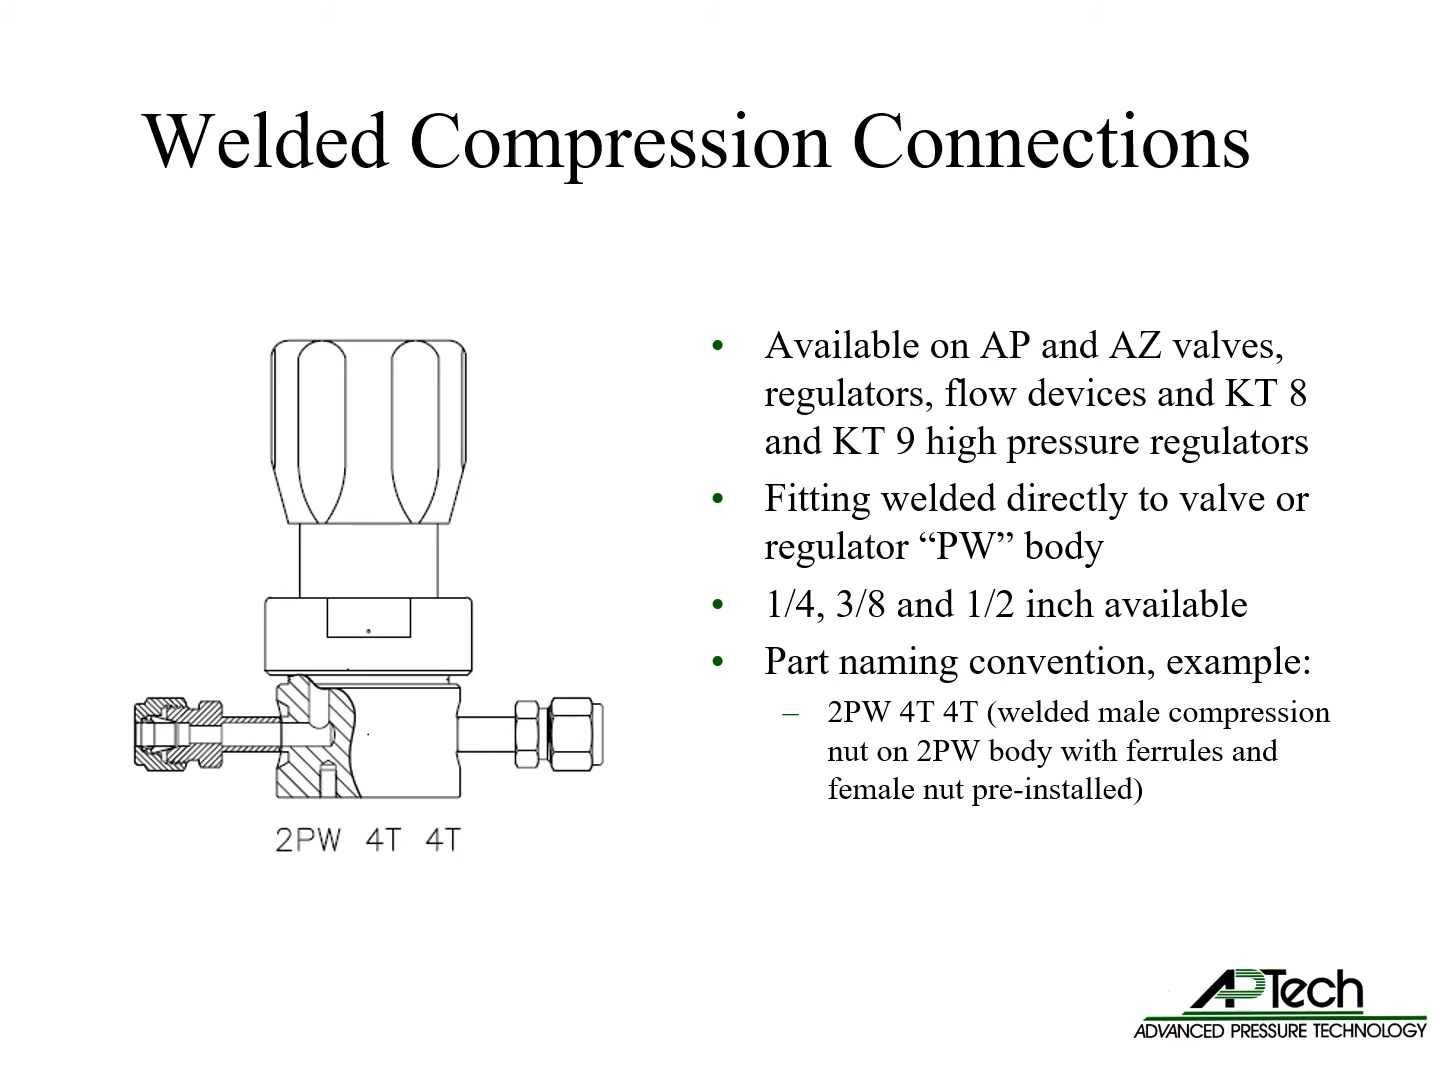 Welded Compression Connections
• Available on AP and AZ valves,
regulators, flow devices and KT 8
and KT 9 high pressure regulators
• Fitting welded directly to valve or
regulator “PW” body
• 1/4, 3/8 and 1/2 inch available
• Part naming convention, example:
– 2PW 4T 4T (welded male compression
nut on 2PW body with ferrules and
female nut pre-installed)
2PW 4T 4T
APTech
ADVANCED PRESSURE TECHNOLOGY